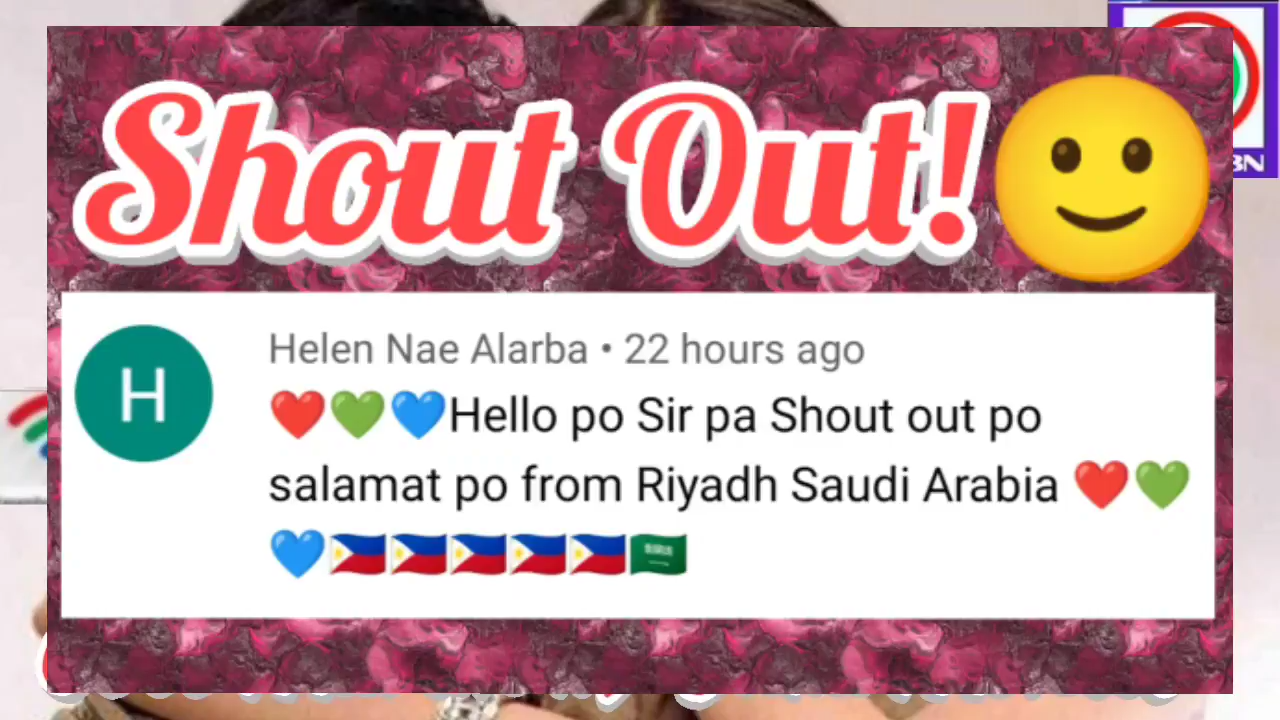 Shout Out!🙂
BN
H
Helen Nae Alarba • 22 hours ago
❤️💚💙Hello po Sir pa Shout out po
salamat po from Riyadh Saudi Arabia ❤️💚
💙🇵🇭🇵🇭🇵🇭🇵🇭🇵🇭🇸🇦